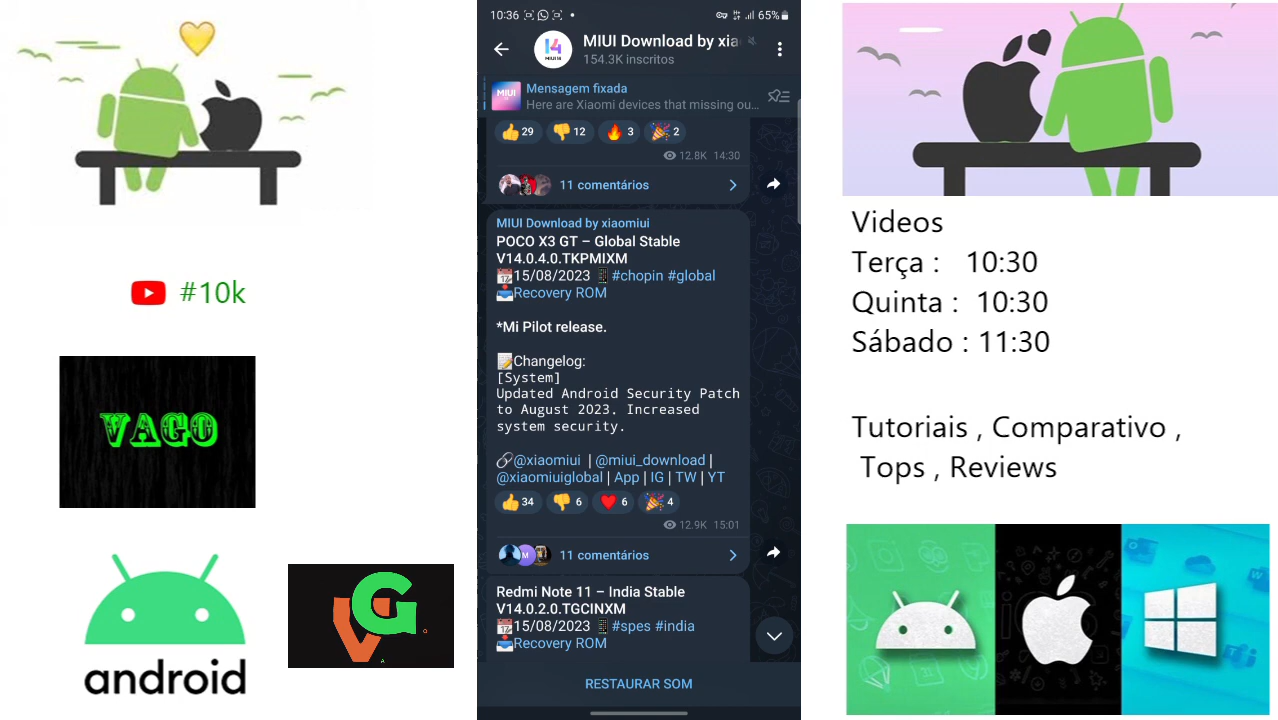 #10k
VAGO
android
VG
10:36
65%
14
MIUI 14
MIUI Download by xia
154.3K inscritos
MIUI
Mensagem fixada
Here are Xiaomi devices that missing ou...
29 12 3 2
12.8K 14:30
11 comentários
MIUI Download by xiaomiui
POCO X3 GT – Global Stable
V14.0.4.0.TKPMIXM
15/08/2023 #chopin #global
Recovery ROM
*Mi Pilot release.
Changelog:
[System]
Updated Android Security Patch
to August 2023. Increased
system security.
@xiaomiui | @miui_download |
@xiaomiuiglobal | App | IG | TW | YT
34 6 6 4
12.9K 15:01
M
11 comentários
Redmi Note 11 – India Stable
V14.0.2.0.TGCINXM
15/08/2023 #spes #india
Recovery ROM
RESTAURAR SOM
Videos
Terça : 10:30
Quinta : 10:30
Sábado : 11:30
Tutoriais , Comparativo ,
Tops , Reviews